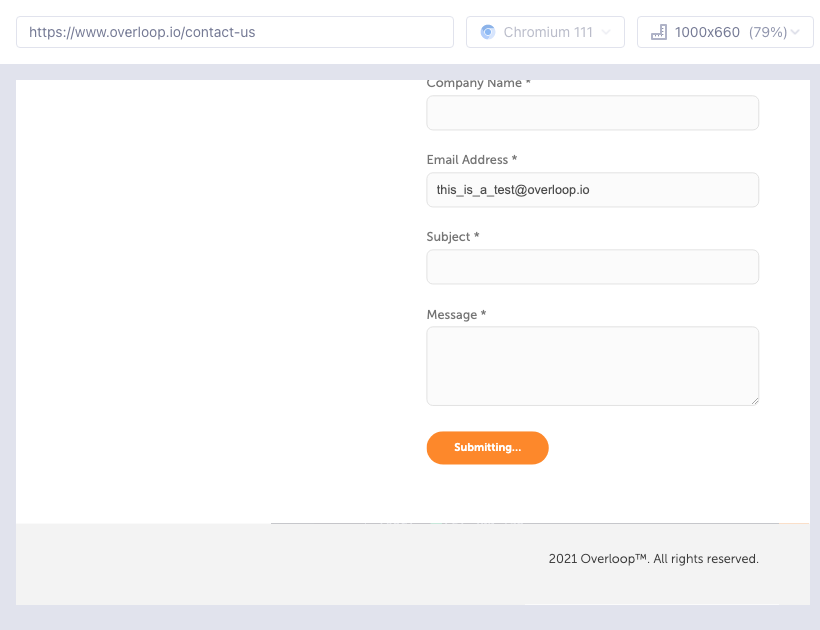 https://www.overloop.io/contact-us
Chromium 111
1000x660 (79%)
Company Name *
Email Address *
this_is_a_test@overloop.io
Subject *
Message *
Submitting...
2021 Overloop™. All rights reserved.